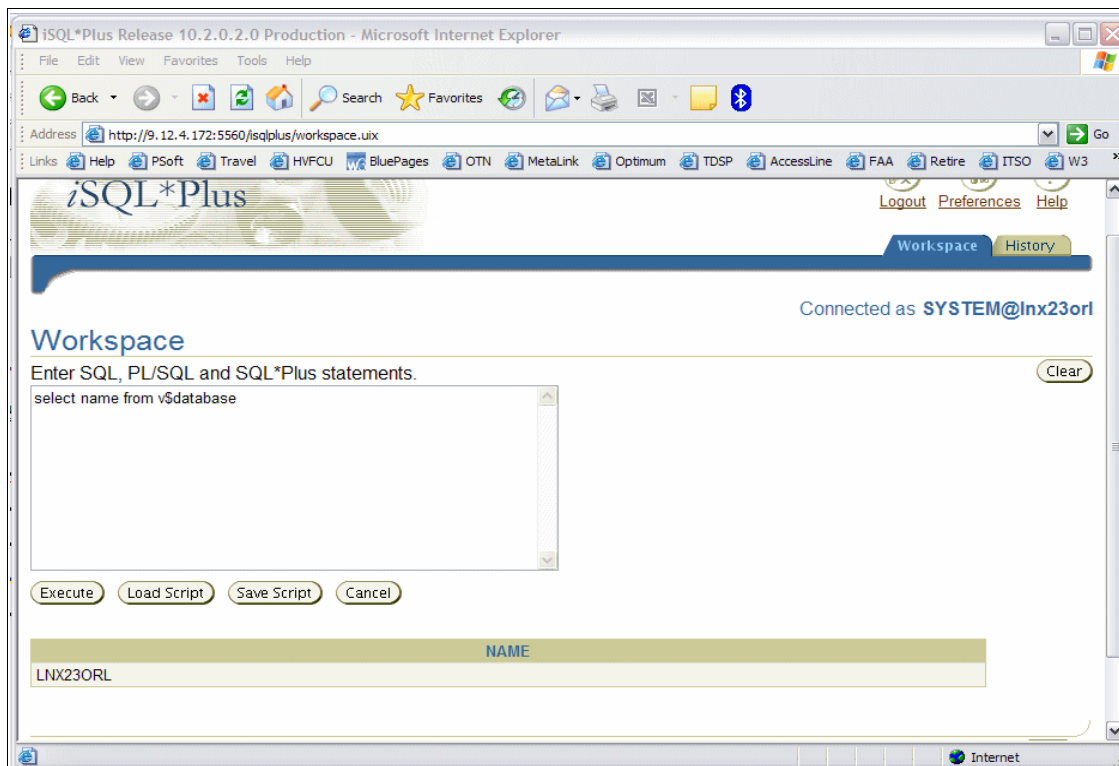 iSQL*Plus Release 10.2.0.2.0 Production - Microsoft Internet Explorer
File Edit View Favorites Tools Help
Back Search Favorites
Address http://9.12.4.172:5560/isqlplus/workspace.uix Go
Links Help PSoft Travel HVFCU BluePages OTN MetaLink Optimum TDSP AccessLine FAA Retire ITSO W3 »
iSQL*Plus
Logout Preferences Help
Workspace History
Connected as SYSTEM@lnx23orl
Workspace
Enter SQL, PL/SQL and SQL*Plus statements. Clear
select name from v$database
Execute Load Script Save Script Cancel
NAME
LNX23ORL
Internet